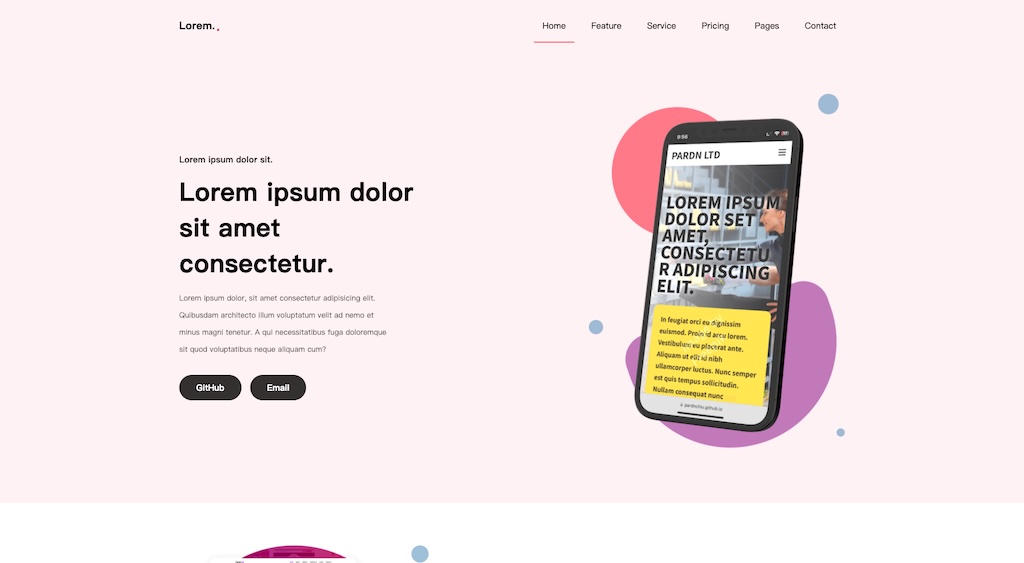 Lorem. .
Home Feature Service Pricing Pages Contact
Lorem ipsum dolor sit.
Lorem ipsum dolor
sit amet
consectetur.
Lorem ipsum dolor, sit amet consectetur adipisicing elit.
Quibusdam architecto illum voluptatum velit ad nemo et
minus magni tenetur. A qui necessitatibus fuga doloremque
sit quod voluptatibus neque aliquam cum?
GitHub Email
9:56
PARDN LTD
LOREM IPSUM
DOLOR SET
AMET,
CONSECTETU
R ADIPISCING
ELIT.
In feugiat orci eu dignissim
euismod. Proin id arcu lorem.
Vestibulum eu placerat ante.
Aliquam ut elit id nibh
ullamcorper luctus. Nunc semper
est quis tempus sollicitudin.
Nullam consequat nunc
pardnchiu.github.io